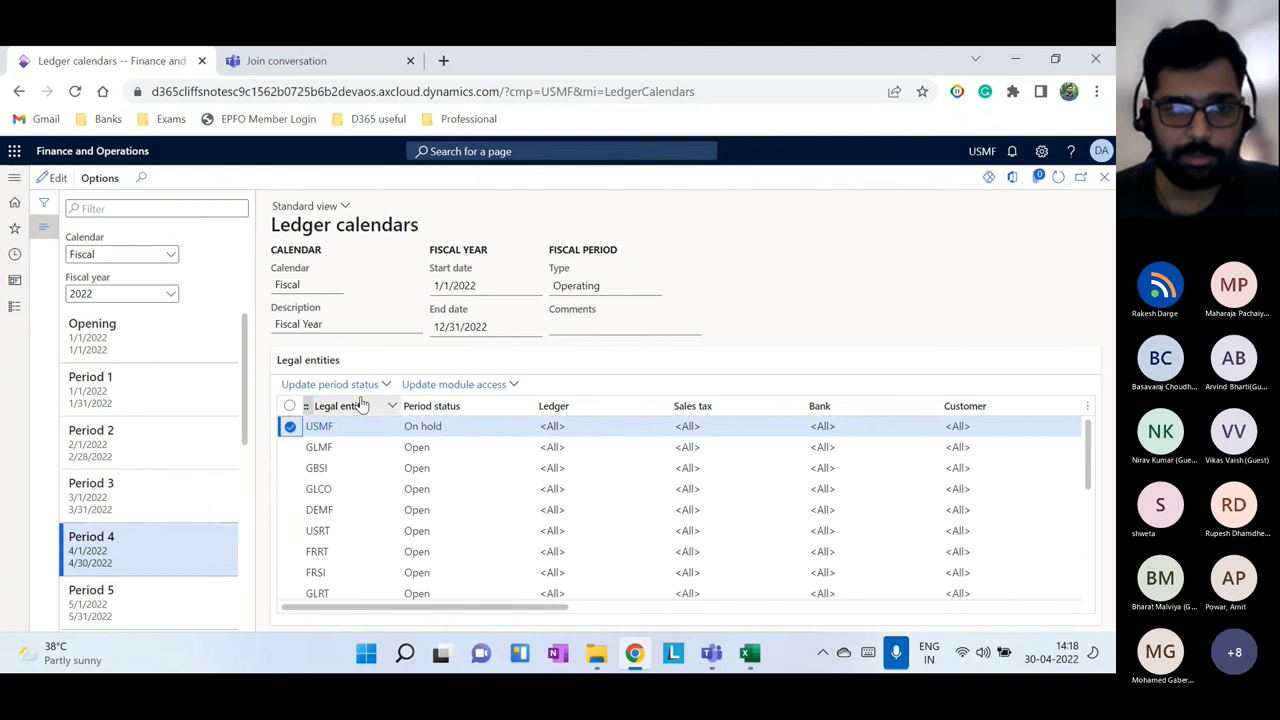 Ledger calendars -- Finance and
Join conversation
d365cliffsnotesc9c1562b0725b6b2devaos.axcloud.dynamics.com/?cmp=USMF&mi=LedgerCalendars
Gmail Banks Exams EPFO Member Login D365 useful Professional
Finance and Operations
Search for a page
USMF
DA
Edit Options
0
Filter
Calendar
Fiscal
Fiscal year
2022
Opening
1/1/2022
1/1/2022
Period 1
1/1/2022
1/31/2022
Period 2
2/1/2022
2/28/2022
Period 3
3/1/2022
3/31/2022
Period 4
4/1/2022
4/30/2022
Period 5
5/1/2022
5/31/2022
Standard view
Ledger calendars
CALENDAR FISCAL YEAR FISCAL PERIOD
Calendar Start date Type
Fiscal 1/1/2022 Operating
Description End date Comments
Fiscal Year 12/31/2022
Legal entities
Update period status Update module access
Legal enti Period status Ledger Sales tax Bank Customer
USMF On hold <All> <All> <All> <All>
GLMF Open <All> <All> <All> <All>
GBSI Open <All> <All> <All> <All>
GLCO Open <All> <All> <All> <All>
DEMF Open <All> <All> <All> <All>
USRT Open <All> <All> <All> <All>
FRRT Open <All> <All> <All> <All>
FRSI Open <All> <All> <All> <All>
GLRT Open <All> <All> <All> <All>
38°C
Partly sunny
L
ENG
IN
14:18
30-04-2022
MP
Rakesh Darge Maharaja Pachaiy...
BC AB
Basavaraj Choudh... Arvind Bharti(Guest)
NK VV
Nirav Kumar (Gue... Vikas Vaish (Guest)
S RD
shweta Rupesh Dhamdhe...
BM AP
Bharat Malviya (G... Powar, Amit
MG +8
Mohamed Gaber...